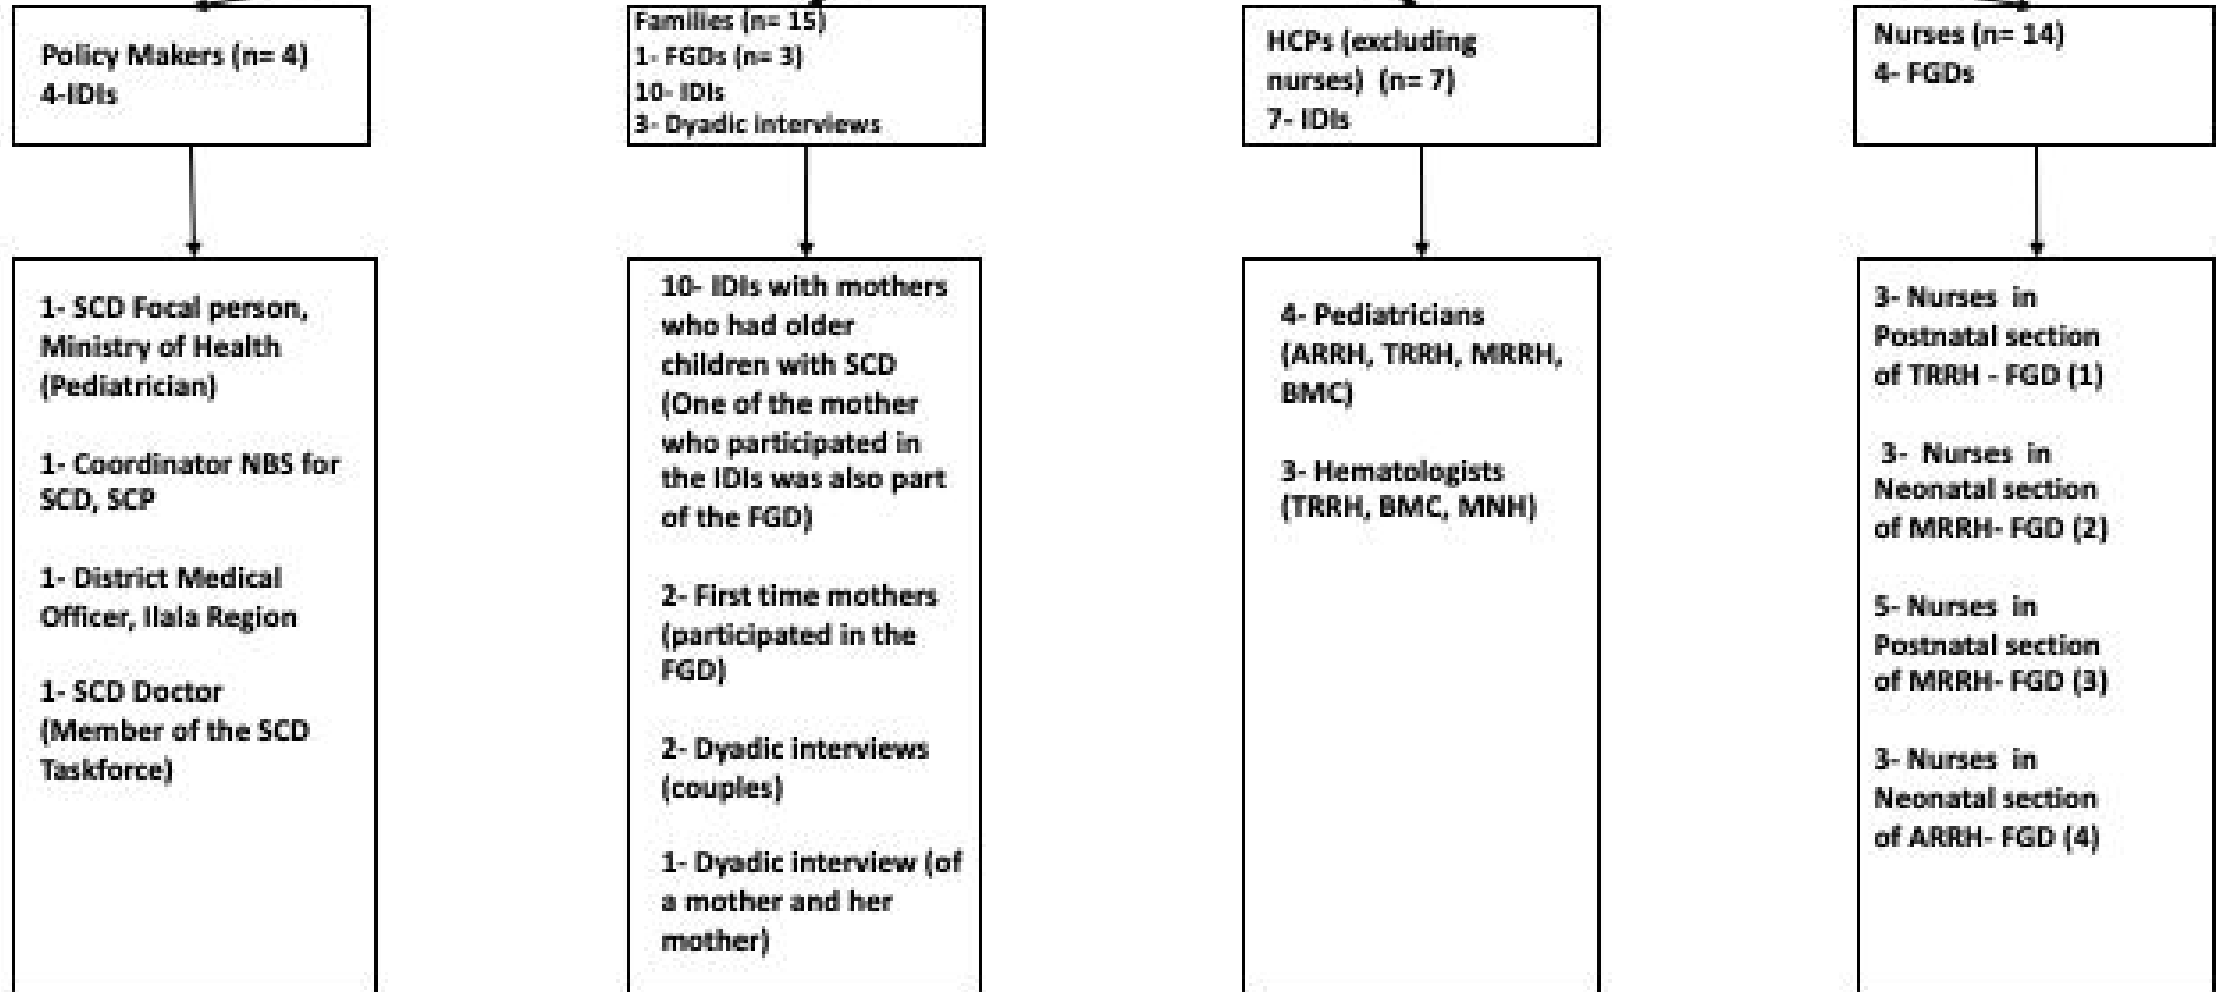 Policy Makers (n= 4)
4-IDIs
Families (n= 15)
1- FGDs (n= 3)
10- IDIs
3- Dyadic interviews
HCPs (excluding
nurses) (n= 7)
7- IDIs
Nurses (n= 14)
4- FGDs
1- SCD Focal person,
Ministry of Health
(Pediatrician)
1- Coordinator NBS for
SCD, SCP
1- District Medical
Officer, Ilala Region
1- SCD Doctor
(Member of the SCD
Taskforce)
10- IDIs with mothers
who had older
children with SCD
(One of the mother
who participated in
the IDIs was also part
of the FGD)
2- First time mothers
(participated in the
FGD)
2- Dyadic interviews
(couples)
1- Dyadic interview (of
a mother and her
mother)
4- Pediatricians
(ARRH, TRRH, MRRH,
BMC)
3- Hematologists
(TRRH, BMC, MNH)
3- Nurses in
Postnatal section
of TRRH - FGD (1)
3- Nurses in
Neonatal section
of MRRH- FGD (2)
5- Nurses in
Postnatal section
of MRRH- FGD (3)
3- Nurses in
Neonatal section
of ARRH- FGD (4)